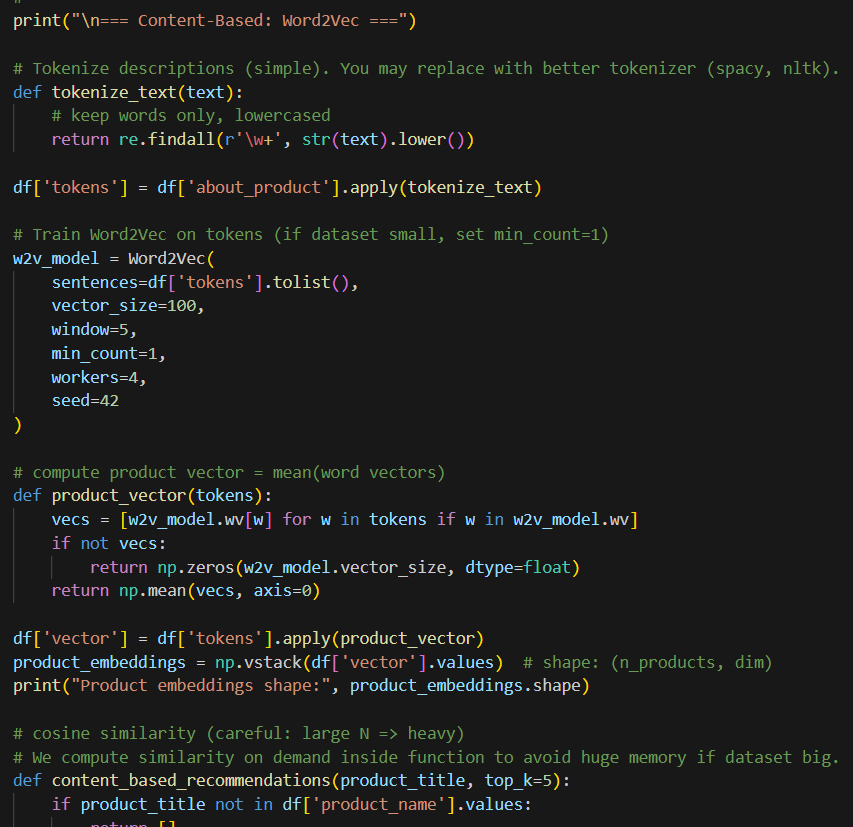 #
print("\n=== Content-Based: Word2Vec ===")
# Tokenize descriptions (simple). You may replace with better tokenizer (spacy, nltk).
def tokenize_text(text):
    # keep words only, lowercased
    return re.findall(r'\w+', str(text).lower())
df['tokens'] = df['about_product'].apply(tokenize_text)
# Train Word2Vec on tokens (if dataset small, set min_count=1)
w2v_model = Word2Vec(
    sentences=df['tokens'].tolist(),
    vector_size=100,
    window=5,
    min_count=1,
    workers=4,
    seed=42
)
# compute product vector = mean(word vectors)
def product_vector(tokens):
    vecs = [w2v_model.wv[w] for w in tokens if w in w2v_model.wv]
    if not vecs:
        return np.zeros(w2v_model.vector_size, dtype=float)
    return np.mean(vecs, axis=0)
df['vector'] = df['tokens'].apply(product_vector)
product_embeddings = np.vstack(df['vector'].values)  # shape: (n_products, dim)
print("Product embeddings shape:", product_embeddings.shape)
# cosine similarity (careful: large N => heavy)
# We compute similarity on demand inside function to avoid huge memory if dataset big.
def content_based_recommendations(product_title, top_k=5):
    if product_title not in df['product_name'].values:
        return []